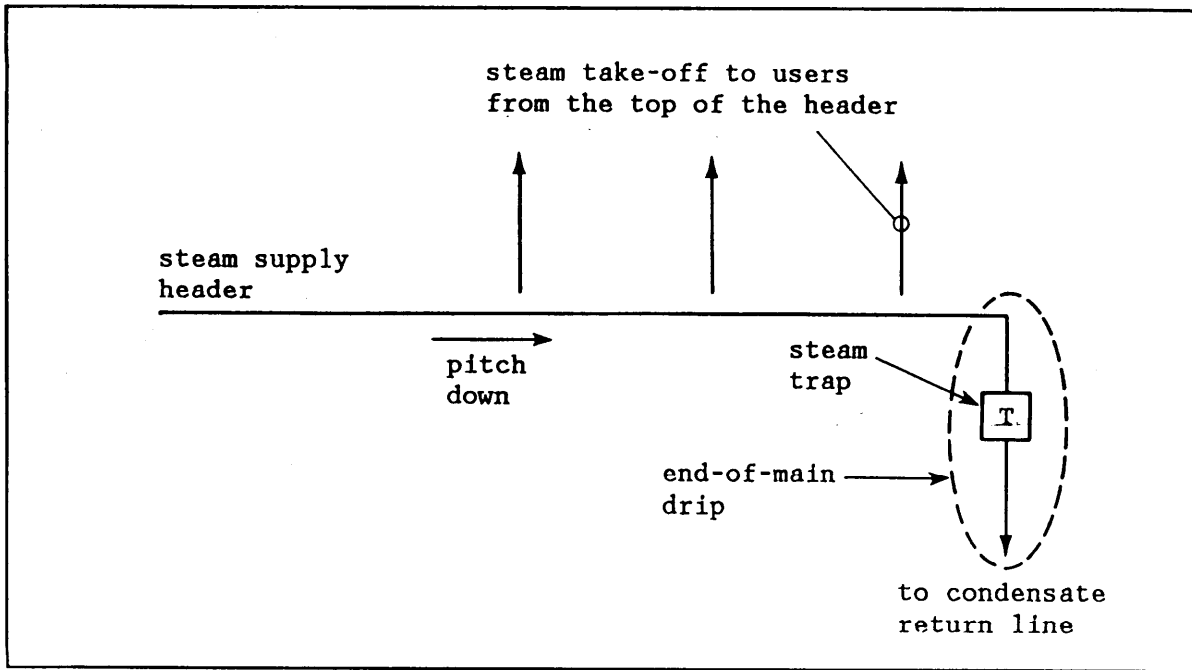 steam take-off to users
from the top of the header
steam supply
header
pitch
down
steam
trap
T
end-of-main
drip
to condensate
return line